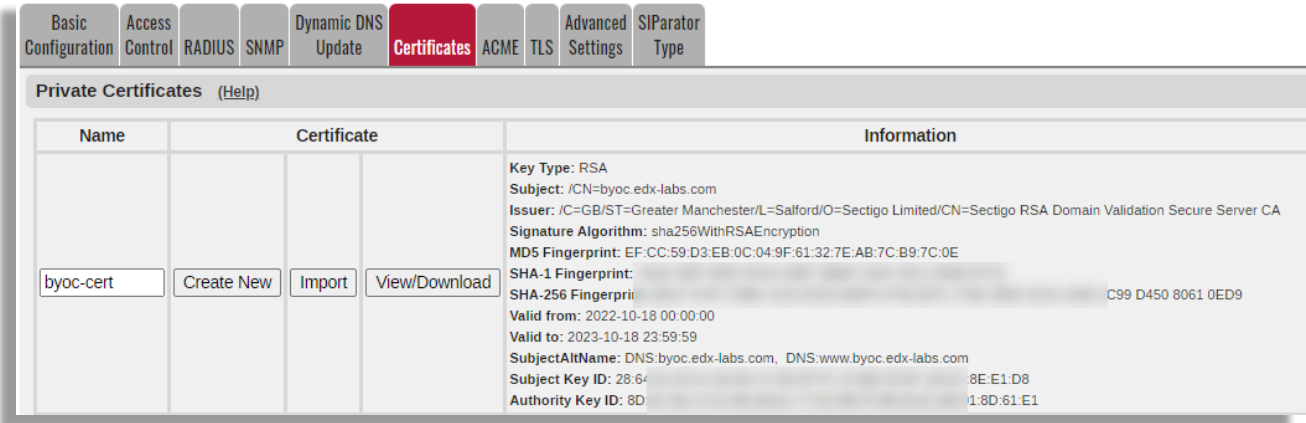 Basic Configuration
Access Control
RADIUS
SNMP
Dynamic DNS Update
Certificates
ACME
TLS
Advanced Settings
SIParator Type
Private Certificates (Help)
Name
Certificate
Information
byoc-cert
Create New
Import
View/Download
Key Type: RSA
Subject: /CN=byoc.edx-labs.com
Issuer: /C=GB/ST=Greater Manchester/L=Salford/O=Sectigo Limited/CN=Sectigo RSA Domain Validation Secure Server CA
Signature Algorithm: sha256WithRSAEncryption
MD5 Fingerprint: EF:CC:59:D3:EB:0C:04:9F:61:32:7E:AB:7C:B9:7C:0E
SHA-1 Fingerprint:
SHA-256 Fingerpri C99 D450 8061 0ED9
Valid from: 2022-10-18 00:00:00
Valid to: 2023-10-18 23:59:59
SubjectAltName: DNS:byoc.edx-labs.com, DNS:www.byoc.edx-labs.com
Subject Key ID: 28:64 :8E:E1:D8
Authority Key ID: 8D 1:8D:61:E1